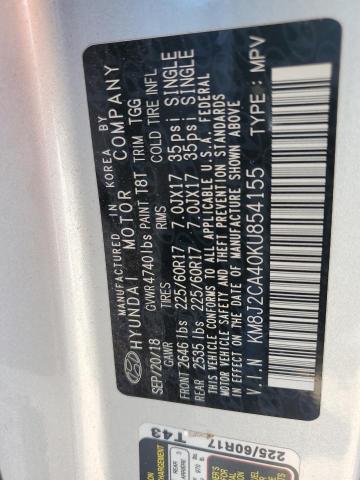 MANUFACTURED IN KOREA BY
HYUNDAI MOTOR COMPANY
SEP/20/18 GVWR 4740lbs PAINT T8T TRIM TGG
GAWR TIRES RIMS COLD TIRE INFL
FRONT 2646 lbs 225/60R17 7.0JX17 35psi SINGLE
REAR 2535 lbs 225/60R17 7.0JX17 35psi SINGLE
THIS VEHICLE CONFORMS TO ALL APPLICABLE U.S.A. FEDERAL
MOTOR VEHICLE SAFETY, BUMPER AND THEFT PREVENTION STANDARDS
IN EFFECT ON THE DATE OF MANUFACTURE SHOWN ABOVE
V.I.N KM8J2CA40KU854155 TYPE : MPV
T43
225/60R17